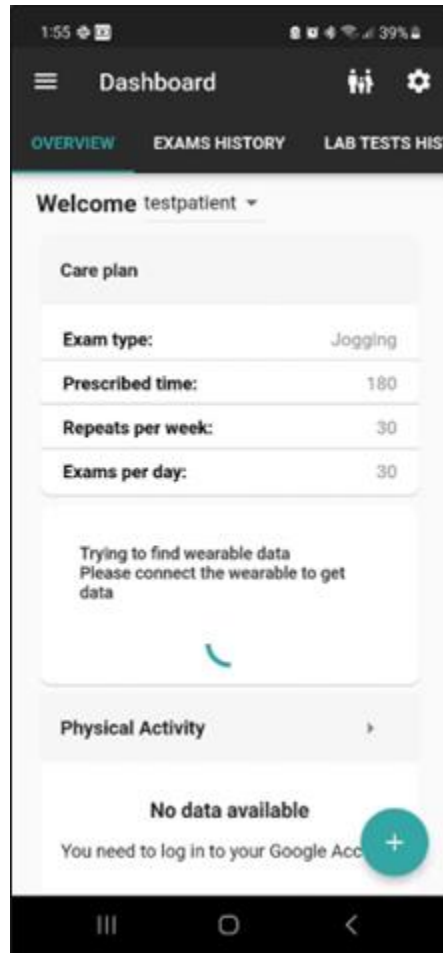 1:55
39%
Dashboard
OVERVIEW EXAMS HISTORY LAB TESTS HIS
Welcome testpatient
Care plan
Exam type: Jogging
Prescribed time: 180
Repeats per week: 30
Exams per day: 30
Trying to find wearable data
Please connect the wearable to get
data
Physical Activity
No data available
You need to log in to your Google Acc
+